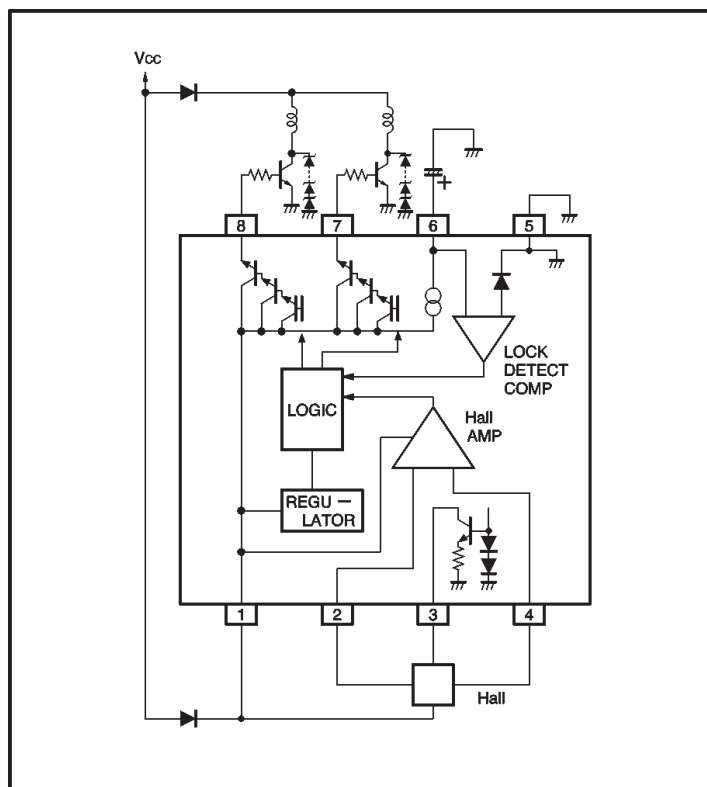 Vcc
+
8
7
6
5
LOCK
DETECT
COMP
LOGIC
Hall
AMP
REGU –
LATOR
1
2
3
4
Hall